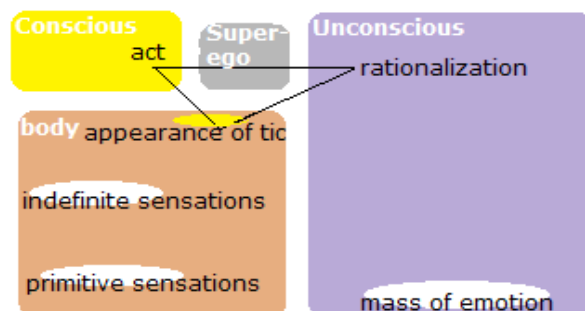 Conscious
act
Super-
ego
Unconscious
rationalization
body
appearance of tic
indefinite sensations
primitive sensations
mass of emotion